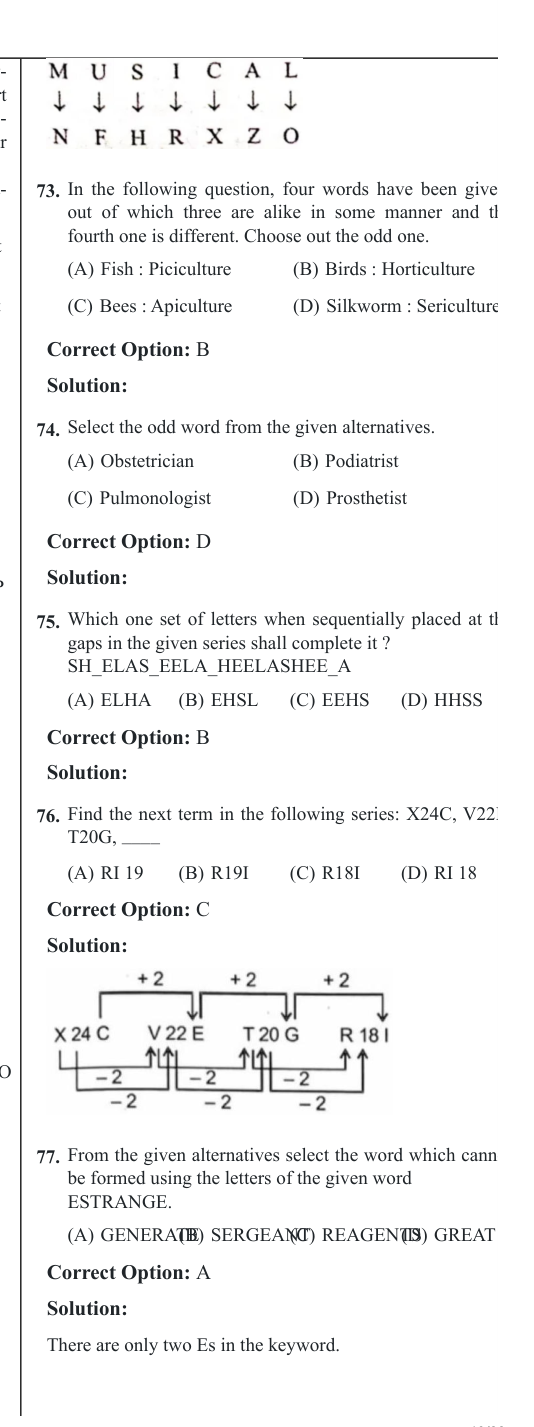 M U S I C A L
↓ ↓ ↓ ↓ ↓ ↓ ↓
N F H R X Z O
73. In the following question, four words have been give
out of which three are alike in some manner and th
fourth one is different. Choose out the odd one.
(A) Fish : Piciculture (B) Birds : Horticulture
(C) Bees : Apiculture (D) Silkworm : Sericulture
Correct Option: B
Solution:
74. Select the odd word from the given alternatives.
(A) Obstetrician (B) Podiatrist
(C) Pulmonologist (D) Prosthetist
Correct Option: D
Solution:
75. Which one set of letters when sequentially placed at th
gaps in the given series shall complete it ?
SH_ELAS_EELA_HEELASHEE_A
(A) ELHA (B) EHSL (C) EEHS (D) HHSS
Correct Option: B
Solution:
76. Find the next term in the following series: X24C, V22
T20G, ____
(A) RI 19 (B) R19I (C) R18I (D) RI 18
Correct Option: C
Solution:
+2 +2 +2
X 24 C V 22 E T 20 G R 18 I
–2 –2 –2
–2 –2 –2
77. From the given alternatives select the word which cann
be formed using the letters of the given word
ESTRANGE.
(A) GENERATE (B) SERGEANT (C) REAGENTS (D) GREAT
Correct Option: A
Solution:
There are only two Es in the keyword.